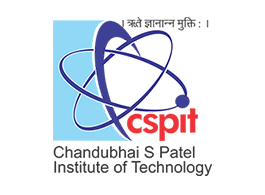 । ऋते ज्ञानान्न मुक्ति : ।
cspit
Chandubhai S Patel
Institute of Technology